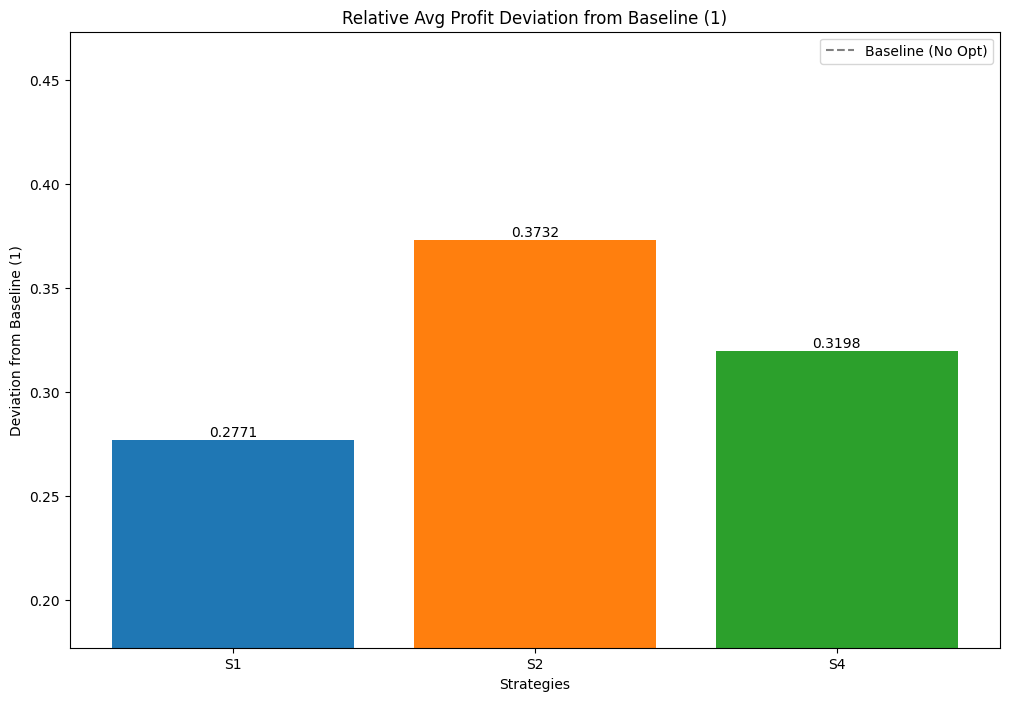 Relative Avg Profit Deviation from Baseline (1)
Baseline (No Opt)
0.45
0.40
0.35
0.30
0.25
0.20
Deviation from Baseline (1)
0.2771
0.3732
0.3198
S1
S2
S4
Strategies